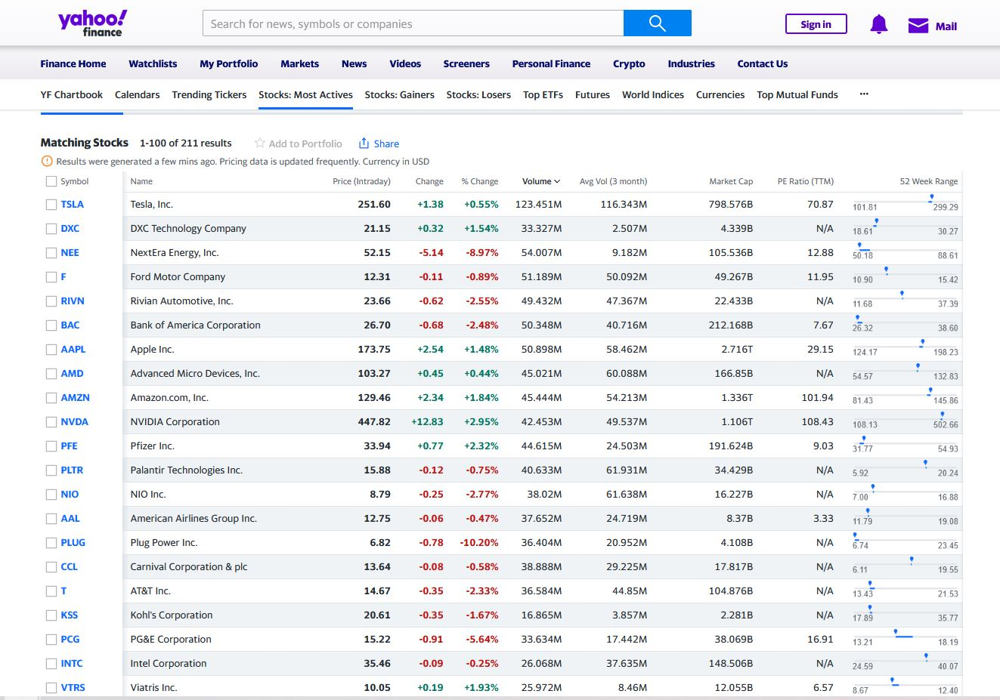 yahoo!
finance
Search for news, symbols or companies
Sign in
Mail
Finance Home Watchlists My Portfolio Markets News Videos Screeners Personal Finance Crypto Industries Contact Us
YF Chartbook Calendars Trending Tickers Stocks: Most Actives Stocks: Gainers Stocks: Losers Top ETFs Futures World Indices Currencies Top Mutual Funds ...
Matching Stocks 1-100 of 211 results Add to Portfolio Share
Results were generated a few mins ago. Pricing data is updated frequently. Currency in USD
Symbol Name Price (Intraday) Change % Change Volume Avg Vol (3 month) Market Cap PE Ratio (TTM) 52 Week Range
TSLA Tesla, Inc. 251.60 +1.38 +0.55% 123.451M 116.343M 798.576B 70.87 101.81 299.29
DXC DXC Technology Company 21.15 +0.32 +1.54% 33.327M 2.507M 4.339B N/A 18.61 30.27
NEE NextEra Energy, Inc. 52.15 -5.14 -8.97% 54.007M 9.182M 105.536B 12.88 50.18 88.61
F Ford Motor Company 12.31 -0.11 -0.89% 51.189M 50.092M 49.267B 11.95 10.90 15.42
RIVN Rivian Automotive, Inc. 23.66 -0.62 -2.55% 49.432M 47.367M 22.433B N/A 11.68 37.39
BAC Bank of America Corporation 26.70 -0.68 -2.48% 50.348M 40.716M 212.168B 7.67 26.32 38.60
AAPL Apple Inc. 173.75 +2.54 +1.48% 50.898M 58.462M 2.716T 29.15 124.17 198.23
AMD Advanced Micro Devices, Inc. 103.27 +0.45 +0.44% 45.021M 60.088M 166.85B N/A 54.57 132.83
AMZN Amazon.com, Inc. 129.46 +2.34 +1.84% 45.444M 54.213M 1.336T 101.94 81.43 145.86
NVDA NVIDIA Corporation 447.82 +12.83 +2.95% 42.453M 49.537M 1.106T 108.43 108.13 502.66
PFE Pfizer Inc. 33.94 +0.77 +2.32% 44.615M 24.503M 191.624B 9.03 31.77 54.93
PLTR Palantir Technologies Inc. 15.88 -0.12 -0.75% 40.633M 61.931M 34.429B N/A 5.92 20.24
NIO NIO Inc. 8.79 -0.25 -2.77% 38.02M 61.638M 16.227B N/A 7.00 16.88
AAL American Airlines Group Inc. 12.75 -0.06 -0.47% 37.652M 24.719M 8.37B 3.33 11.79 19.08
PLUG Plug Power Inc. 6.82 -0.78 -10.20% 36.404M 20.952M 4.108B N/A 6.74 23.45
CCL Carnival Corporation & plc 13.64 -0.08 -0.58% 38.888M 29.225M 17.817B N/A 6.11 19.55
T AT&T Inc. 14.67 -0.35 -2.33% 36.584M 44.85M 104.876B N/A 13.43 21.53
KSS Kohl's Corporation 20.61 -0.35 -1.67% 16.865M 3.857M 2.281B N/A 17.89 35.77
PCG PG&E Corporation 15.22 -0.91 -5.64% 33.634M 17.442M 38.069B 16.91 13.21 18.19
INTC Intel Corporation 35.46 -0.09 -0.25% 26.068M 37.635M 148.506B N/A 24.59 40.07
VTRS Viatris Inc. 10.05 +0.19 +1.93% 25.972M 8.46M 12.055B 6.57 8.67 12.40